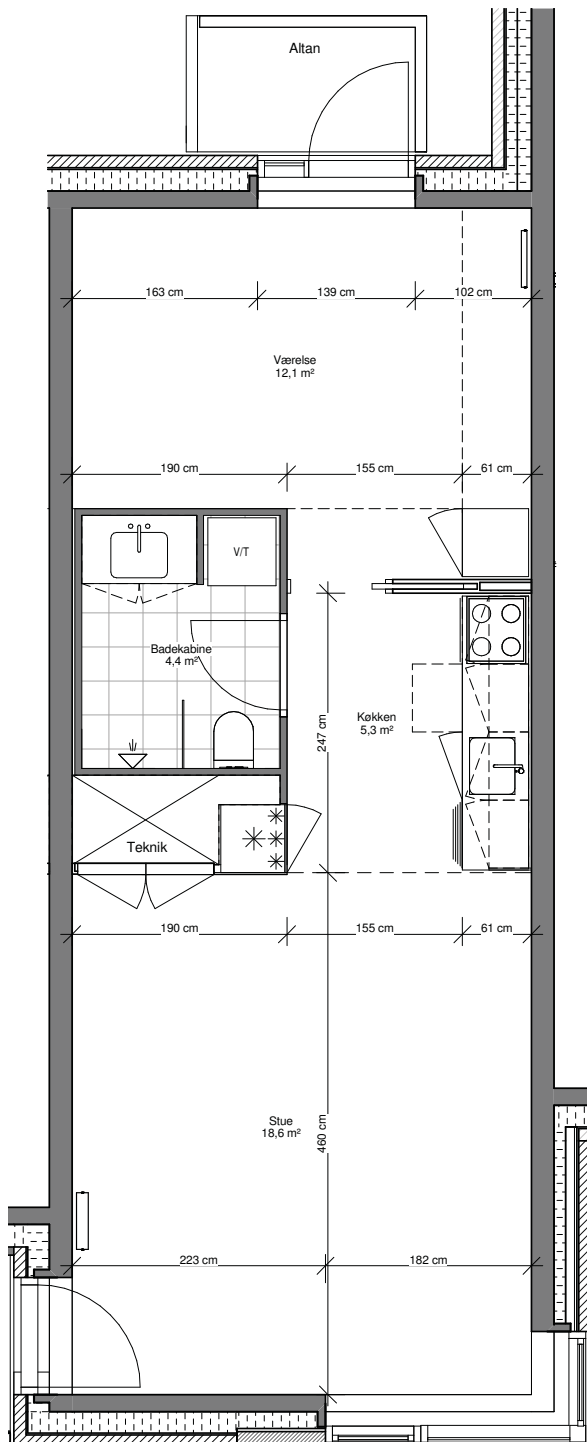 Altan
163 cm
139 cm
102 cm
Værelse
12,1 m²
190 cm
155 cm
61 cm
V/T
Badekabine
4,4 m²
247 cm
Køkken
5,3 m²
Teknik
190 cm
155 cm
61 cm
Stue
18,6 m²
460 cm
223 cm
182 cm